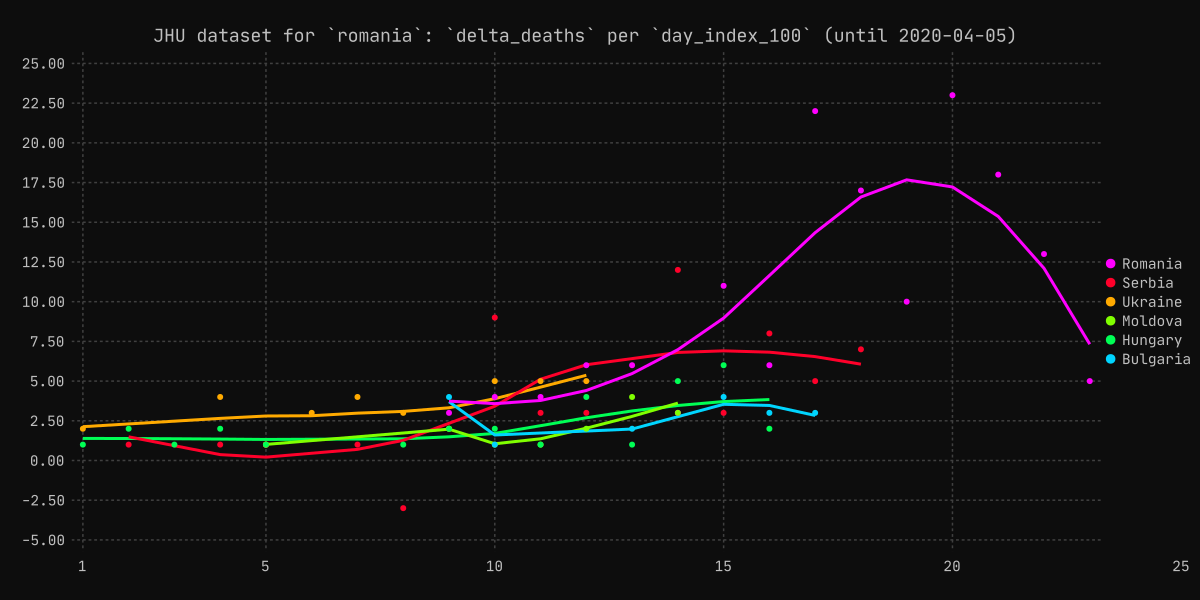 JHU dataset for `romania`: `delta_deaths` per `day_index_100` (until 2020-04-05)
25.00
22.50
20.00
17.50
15.00
12.50
10.00
7.50
5.00
2.50
0.00
-2.50
-5.00
1 5 10 15 20 25
Romania
Serbia
Ukraine
Moldova
Hungary
Bulgaria